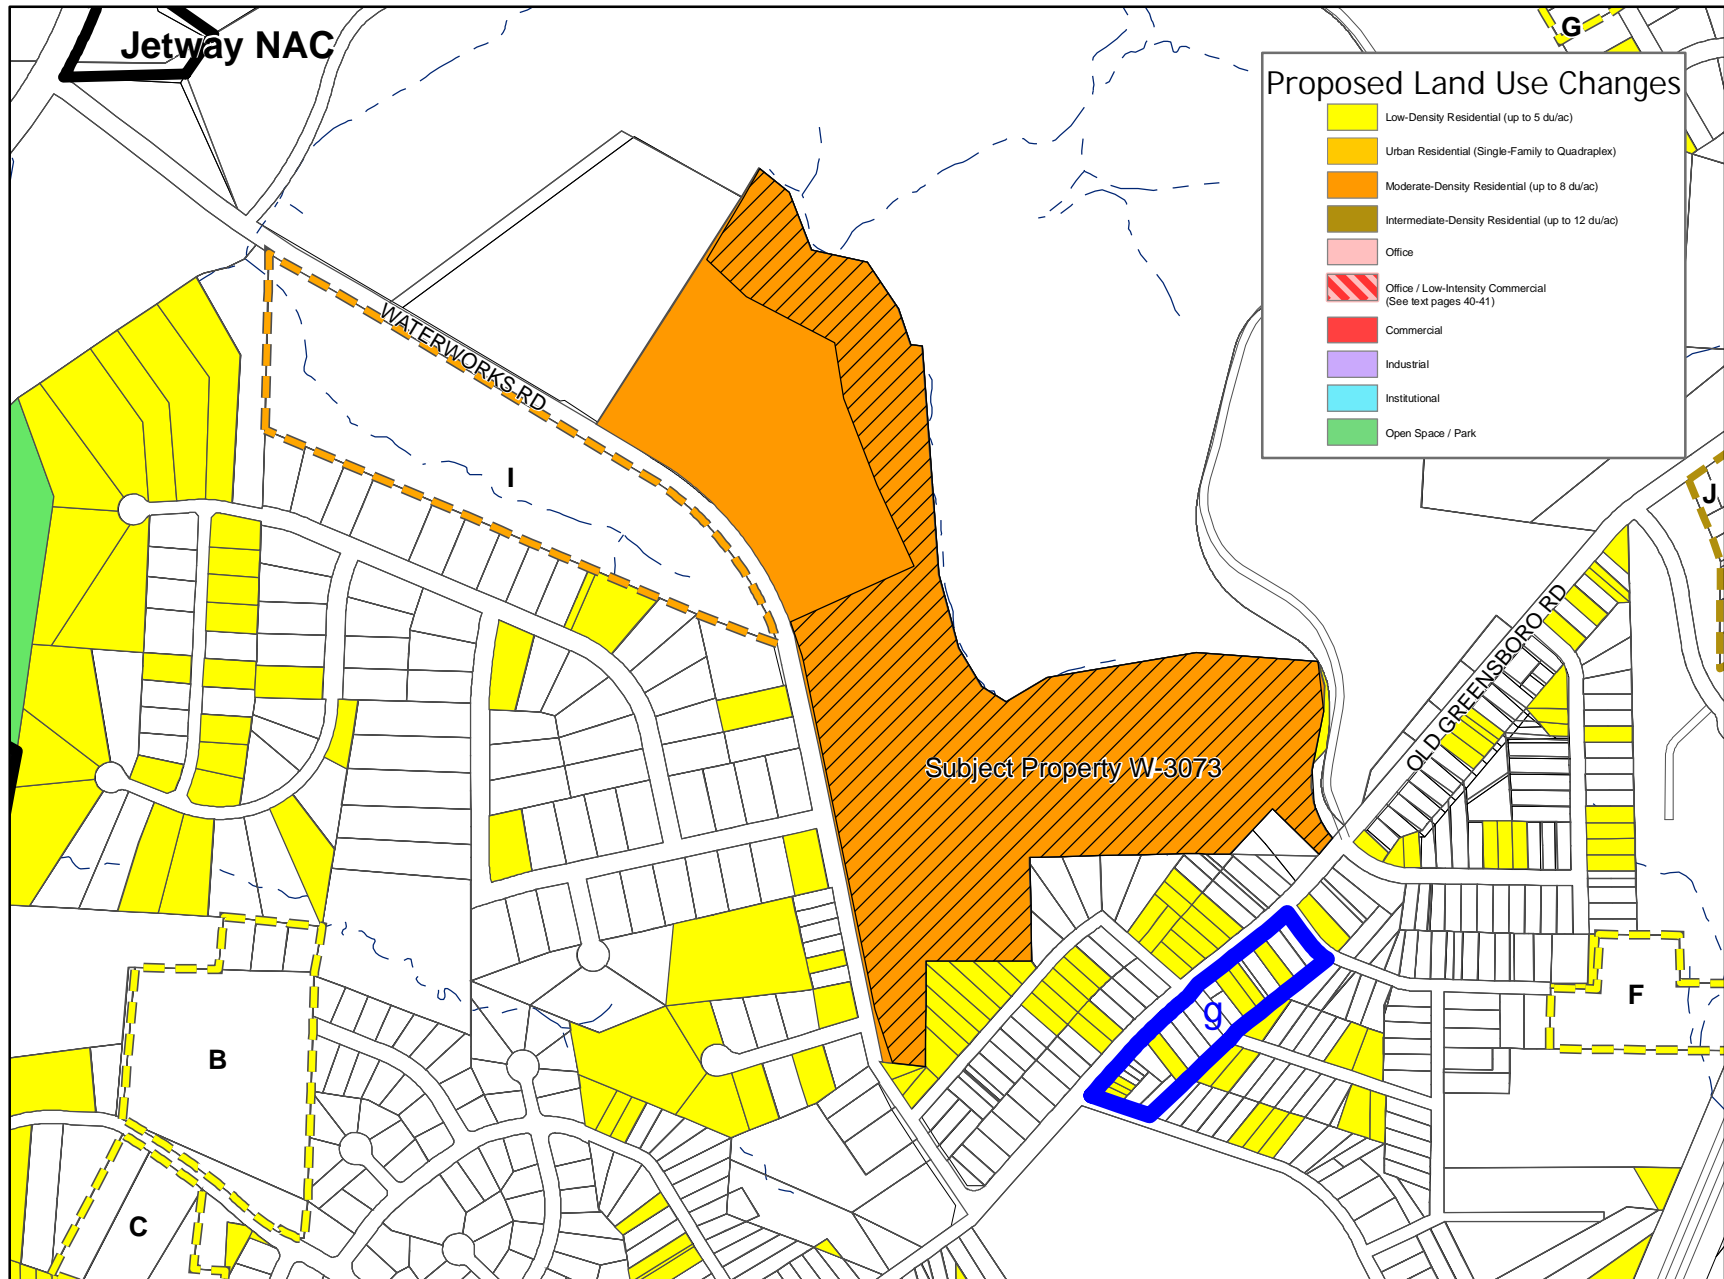 Jetway NAC
G
Proposed Land Use Changes
Low-Density Residential (up to 5 du/ac)
Urban Residential (Single-Family to Quadraplex)
Moderate-Density Residential (up to 8 du/ac)
Intermediate-Density Residential (up to 12 du/ac)
Office
Office / Low-Intensity Commercial
(See text pages 40-41)
Commercial
Industrial
Institutional
Open Space / Park
WATERWORKS RD
I
J
OLD GREENSBORO RD
Subject Property W-3073
F
g
B
C